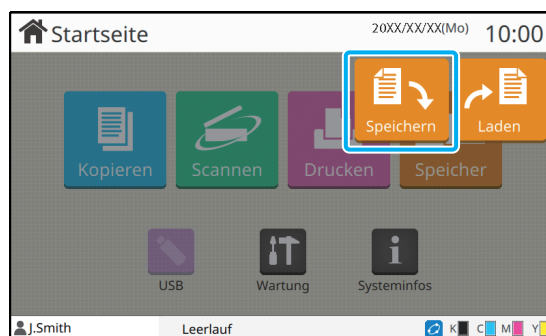 Startseite
20XX/XX/XX(Mo) 10:00
Speichern
Laden
Kopieren
Scannen
Drucken
Speicher
USB
Wartung
Systeminfos
J.Smith
Leerlauf
K C M Y